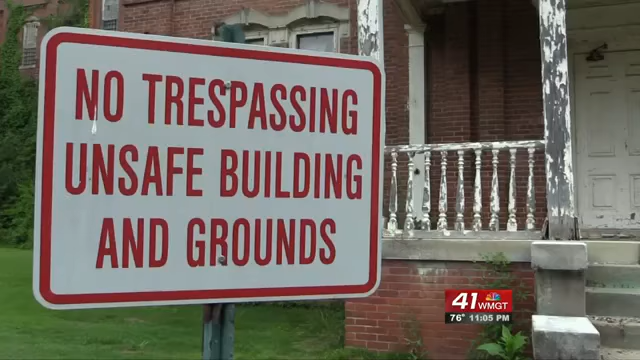 NO TRESPASSING
UNSAFE BUILDING
AND GROUNDS
41 WMGT
76° 11:05 PM